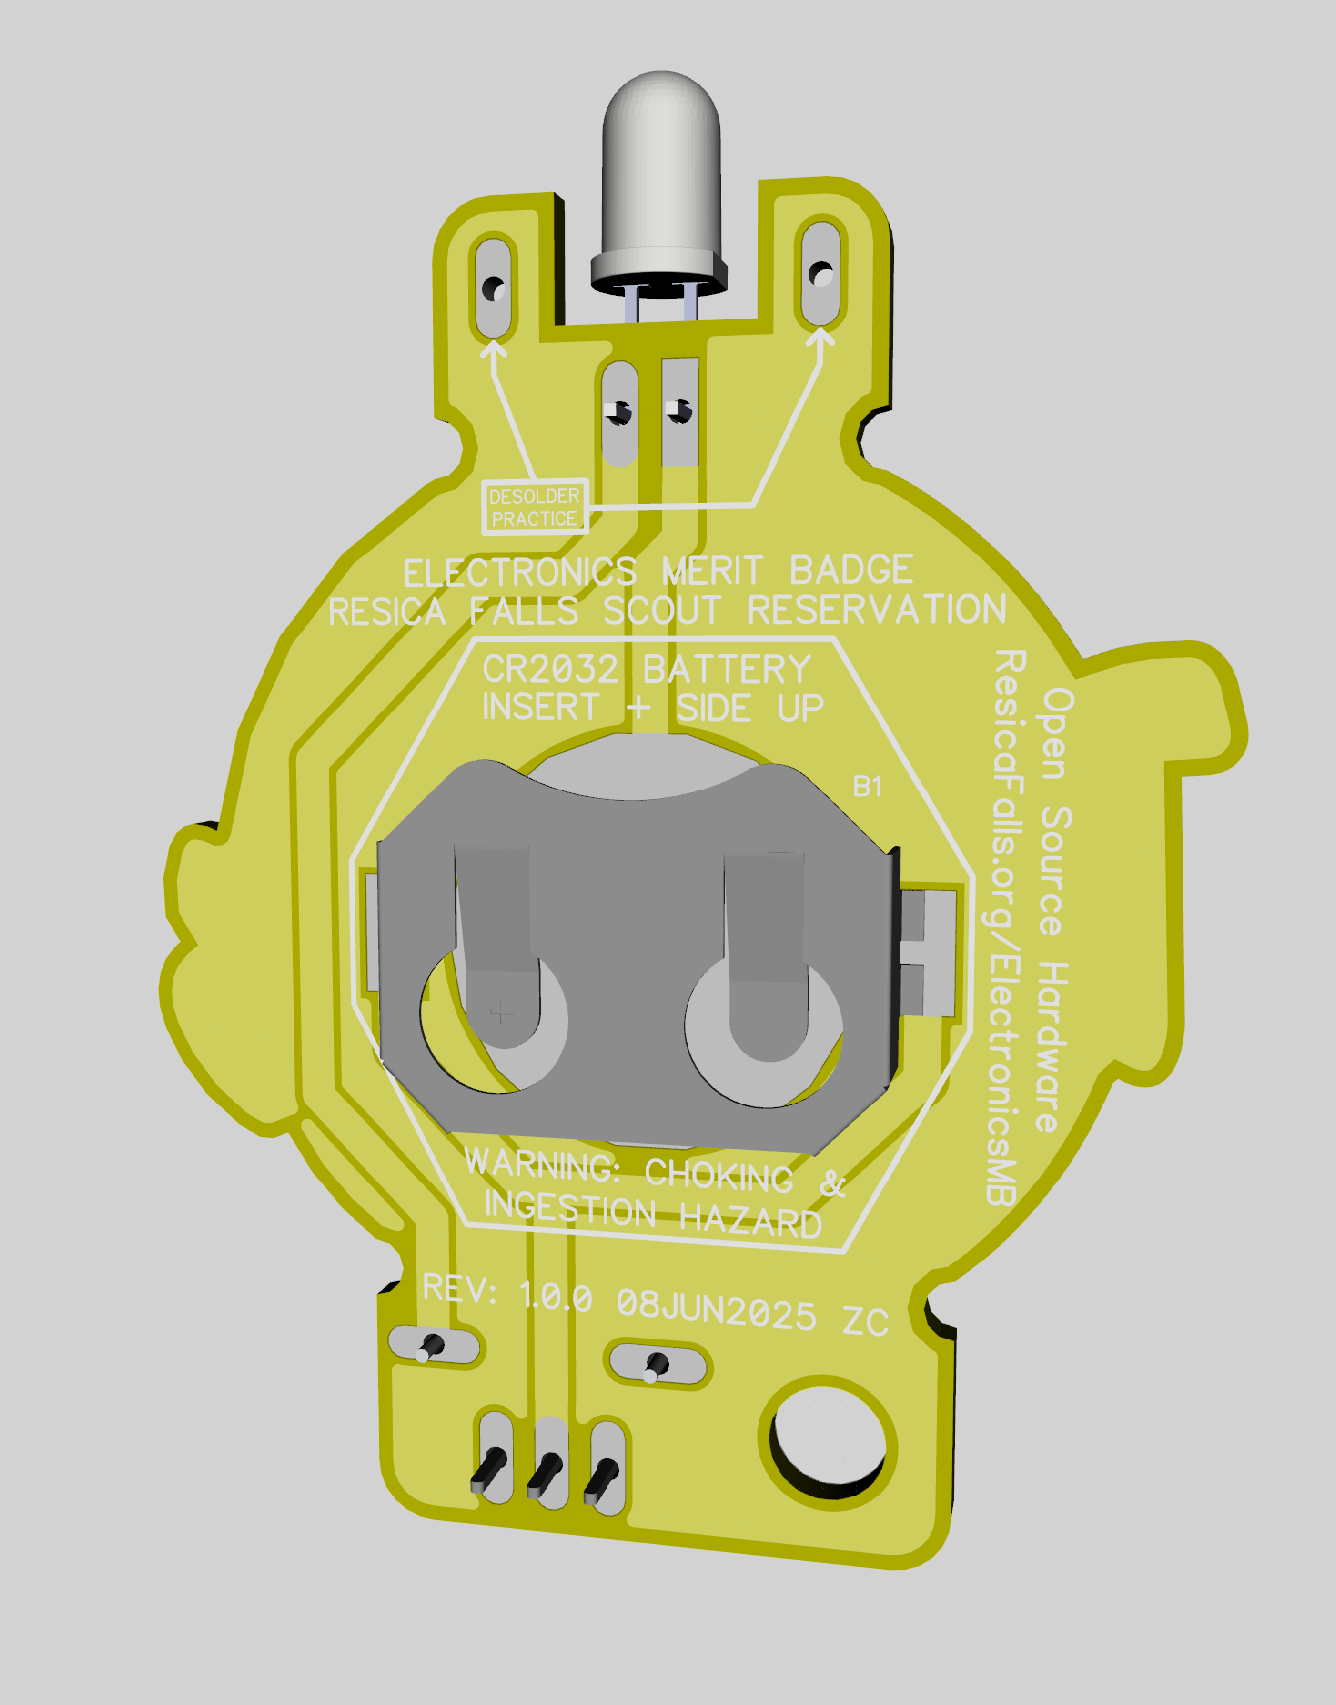 DESOLDER
PRACTICE
ELECTRONICS MERIT BADGE
RESICA FALLS SCOUT RESERVATION
CR2032 BATTERY
INSERT + SIDE UP
B1
Open Source Hardware
ResicaFalls.org/ElectronicsMB
+
WARNING: CHOKING &
INGESTION HAZARD
REV: 1.0.0 08JUN2025 ZC